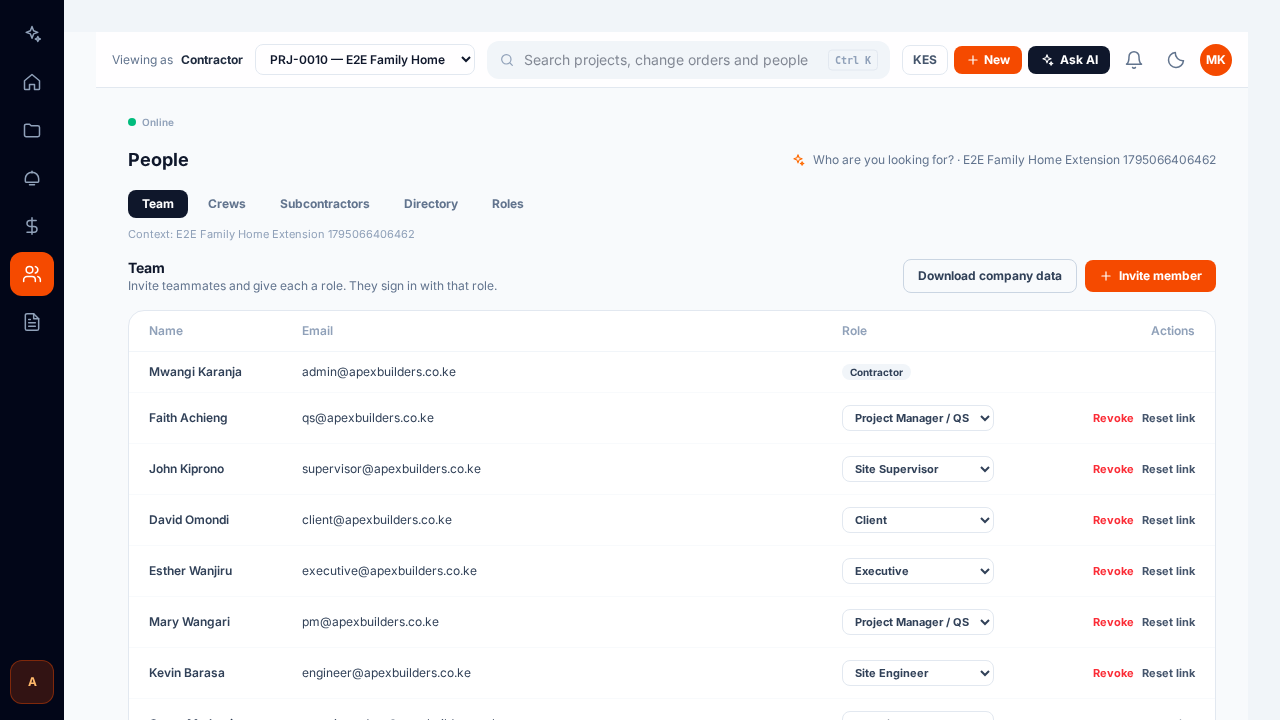 Viewing as Contractor PRJ-0010 — E2E Family Home Search projects, change orders and people Ctrl K KES New Ask AI MK
Online
People
Who are you looking for? · E2E Family Home Extension 1795066406462
Team Crews Subcontractors Directory Roles
Context: E2E Family Home Extension 1795066406462
Team
Invite teammates and give each a role. They sign in with that role.
Download company data Invite member
Name Email Role Actions
Mwangi Karanja admin@apexbuilders.co.ke Contractor
Faith Achieng qs@apexbuilders.co.ke Project Manager / QS Revoke Reset link
John Kiprono supervisor@apexbuilders.co.ke Site Supervisor Revoke Reset link
David Omondi client@apexbuilders.co.ke Client Revoke Reset link
Esther Wanjiru executive@apexbuilders.co.ke Executive Revoke Reset link
Mary Wangari pm@apexbuilders.co.ke Project Manager / QS Revoke Reset link
Kevin Barasa engineer@apexbuilders.co.ke Site Engineer Revoke Reset link
A